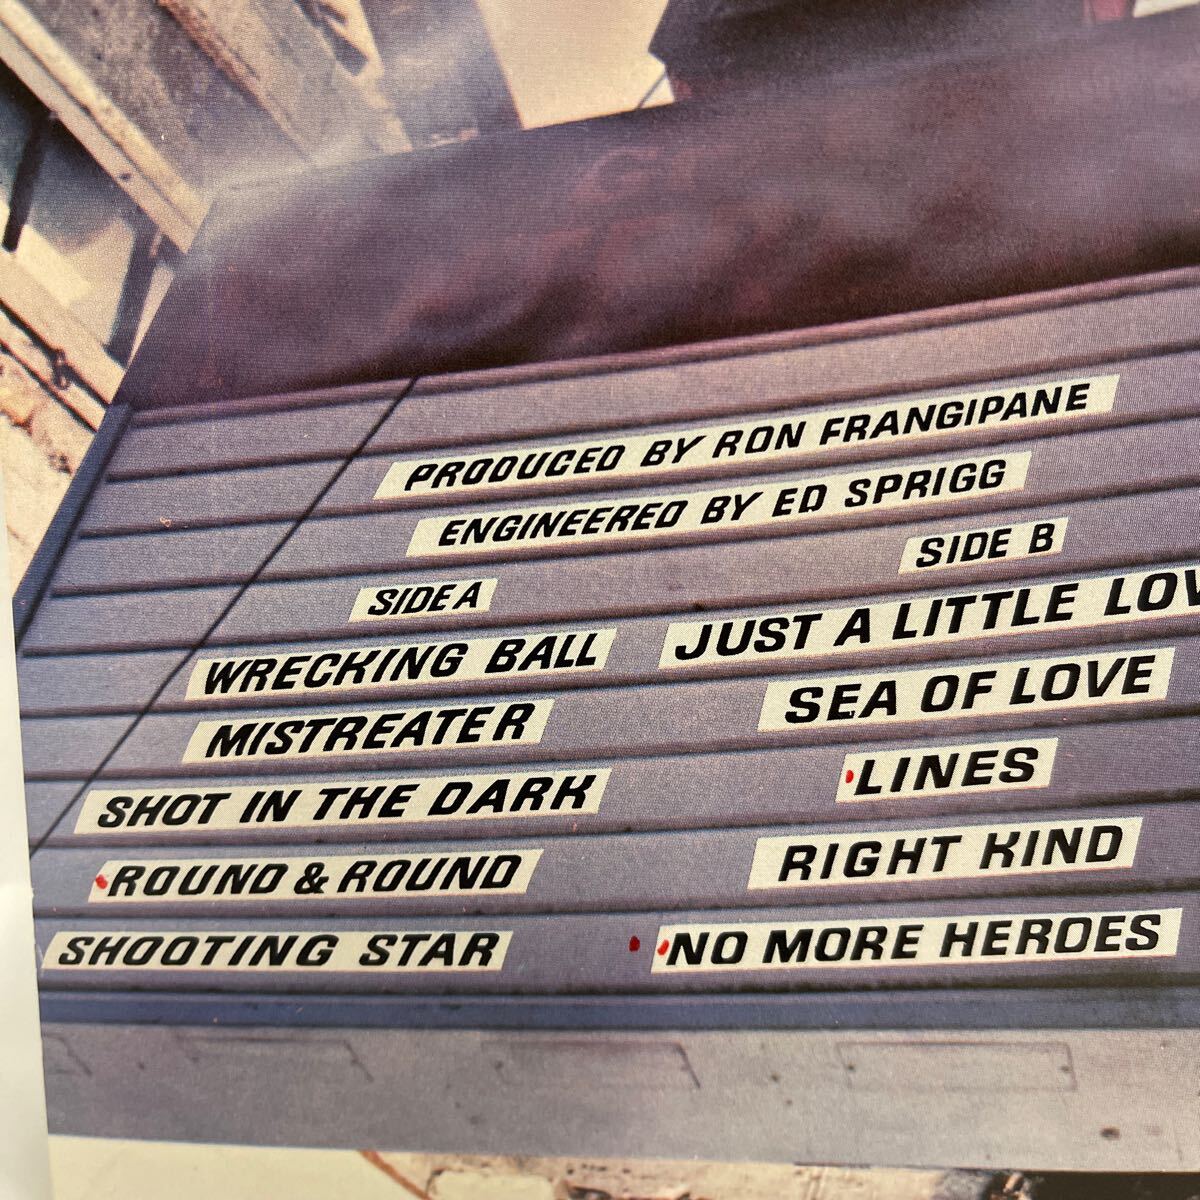 PRODUCED BY RON FRANGIPANE
ENGINEERED BY ED SPRIGG
SIDE A
WRECKING BALL
MISTREATER
SHOT IN THE DARK
ROUND & ROUND
SHOOTING STAR
SIDE B
JUST A LITTLE LOV
SEA OF LOVE
LINES
RIGHT KIND
NO MORE HEROES